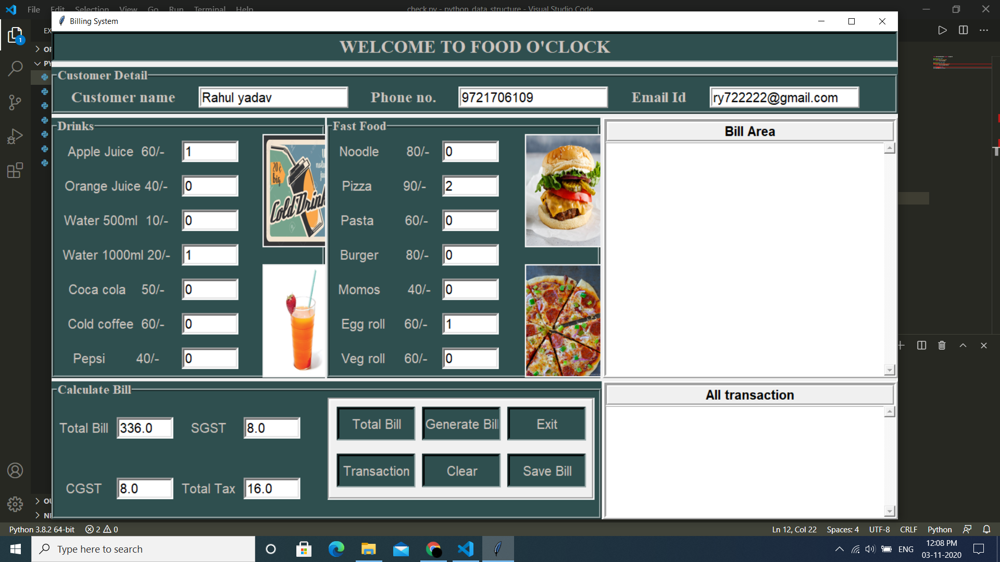 File Edit Selection View Go Run Terminal Help check.py - python_data_structure - Visual Studio Code
Billing System
1
EX
OI
PY
WELCOME TO FOOD O'CLOCK
Customer Detail
Customer name Rahul yadav Phone no. 9721706109 Email Id ry722222@gmail.com
Drinks Fast Food Bill Area
Apple Juice 60/- 1 Noodle 80/- 0
20¢ big
Orange Juice 40/- 0 Pizza 90/- 2
Cold Drink
Water 500ml 10/- 0 Pasta 60/- 0
Water 1000ml 20/- 1 Burger 80/- 0
Coca cola 50/- 0 Momos 40/- 0
Cold coffee 60/- 0 Egg roll 60/- 1
Pepsi 40/- 0 Veg roll 60/- 0
Calculate Bill All transaction
Total Bill 336.0 SGST 8.0 Total Bill Generate Bill Exit
Transaction Clear Save Bill
CGST 8.0 Total Tax 16.0
OU
Python 3.8.2 64-bit 2 0 Ln 12, Col 22 Spaces: 4 UTF-8 CRLF Python
Type here to search ENG 12:08 PM
03-11-2020